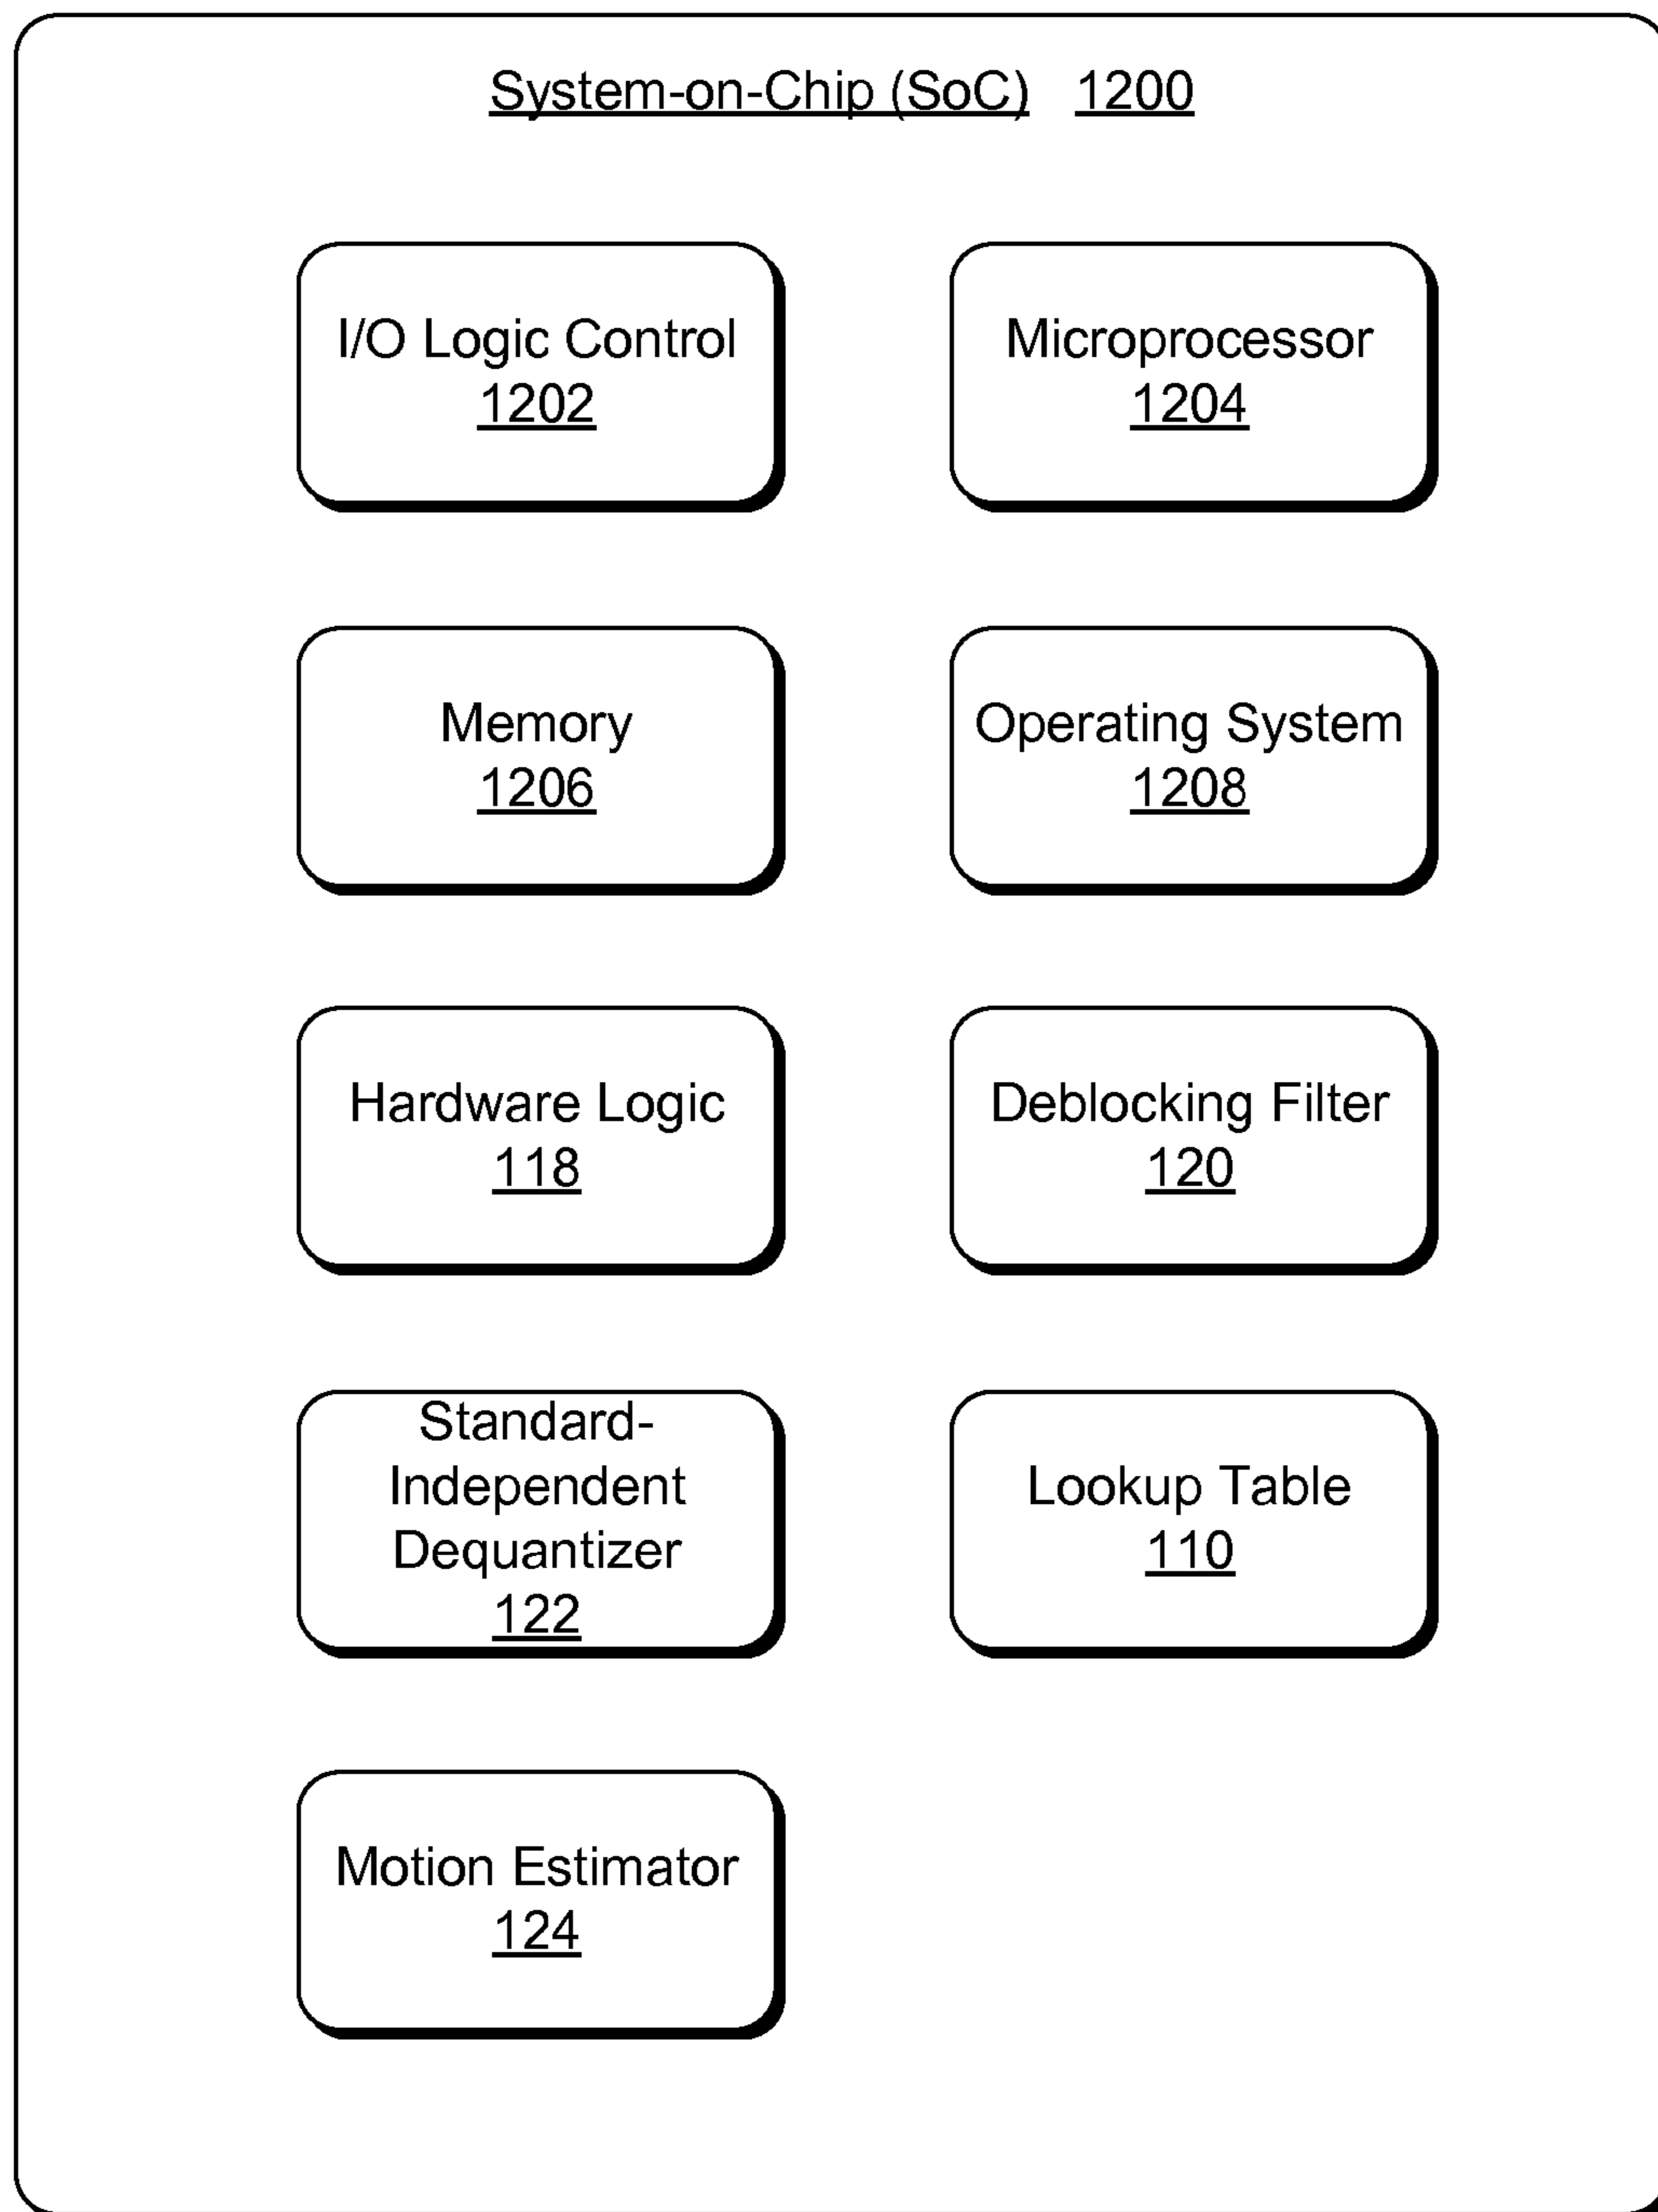 System-on-Chip (SoC) 1200
I/O Logic Control
1202
Microprocessor
1204
Memory
1206
Operating System
1208
Hardware Logic
118
Deblocking Filter
120
Standard-
Independent
Dequantizer
122
Lookup Table
110
Motion Estimator
124